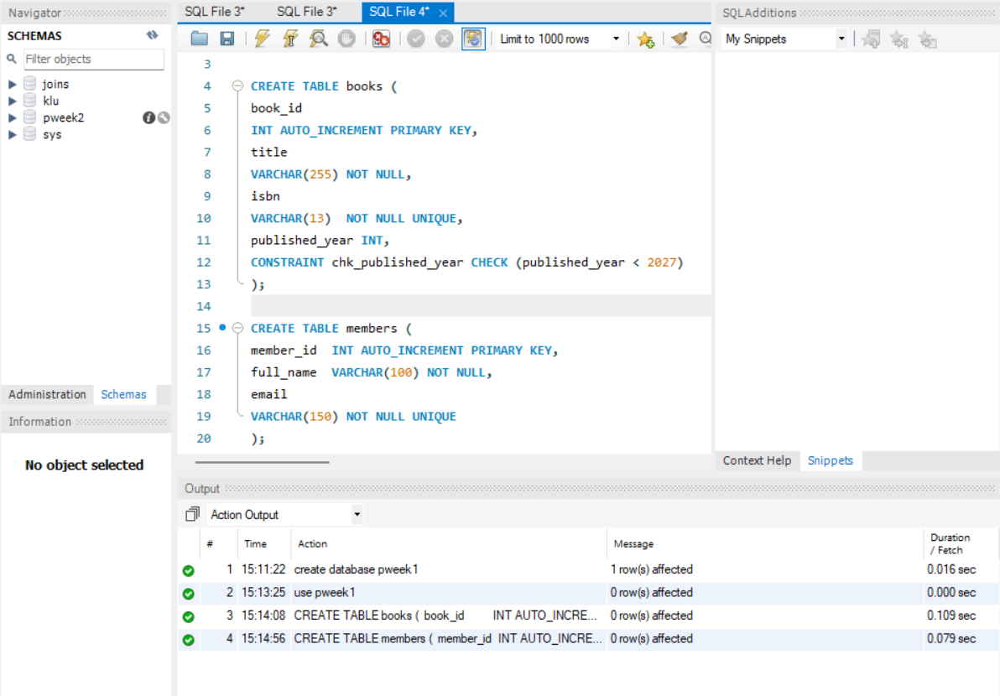 Navigator
SCHEMAS
Filter objects
joins
klu
pweek2
sys
Administration Schemas
Information
No object selected
SQL File 3* SQL File 3* SQL File 4* ×
Limit to 1000 rows
3
4 CREATE TABLE books (
5 book_id
6 INT AUTO_INCREMENT PRIMARY KEY,
7 title
8 VARCHAR(255) NOT NULL,
9 isbn
10 VARCHAR(13)  NOT NULL UNIQUE,
11 published_year INT,
12 CONSTRAINT chk_published_year CHECK (published_year < 2027)
13 );
14
15 CREATE TABLE members (
16 member_id  INT AUTO_INCREMENT PRIMARY KEY,
17 full_name  VARCHAR(100) NOT NULL,
18 email
19 VARCHAR(150) NOT NULL UNIQUE
20 );
SQLAdditions
My Snippets
Context Help Snippets
Output
Action Output
# Time Action Message Duration / Fetch
1 15:11:22 create database pweek1 1 row(s) affected 0.016 sec
2 15:13:25 use pweek1 0 row(s) affected 0.000 sec
3 15:14:08 CREATE TABLE books ( book_id INT AUTO_INCRE... 0 row(s) affected 0.109 sec
4 15:14:56 CREATE TABLE members ( member_id INT AUTO_INCRE... 0 row(s) affected 0.079 sec